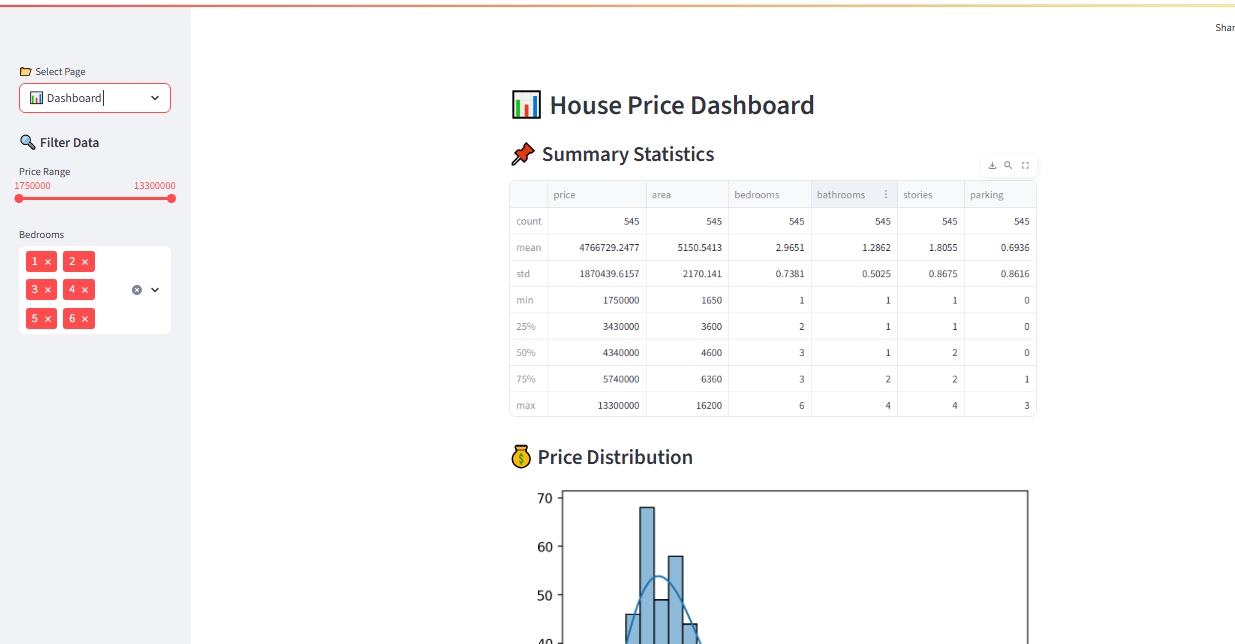 Shar
📂 Select Page
📊 Dashboard
🔍 Filter Data
Price Range
1750000 13300000
Bedrooms
1 × 2 ×
3 × 4 ×
5 × 6 ×
📊 House Price Dashboard
📌 Summary Statistics
price area bedrooms bathrooms stories parking
count 545 545 545 545 545 545
mean 4766729.2477 5150.5413 2.9651 1.2862 1.8055 0.6936
std 1870439.6157 2170.141 0.7381 0.5025 0.8675 0.8616
min 1750000 1650 1 1 1 0
25% 3430000 3600 2 1 1 0
50% 4340000 4600 3 1 2 0
75% 5740000 6360 3 2 2 1
max 13300000 16200 6 4 4 3
💰 Price Distribution
70
60
50
40